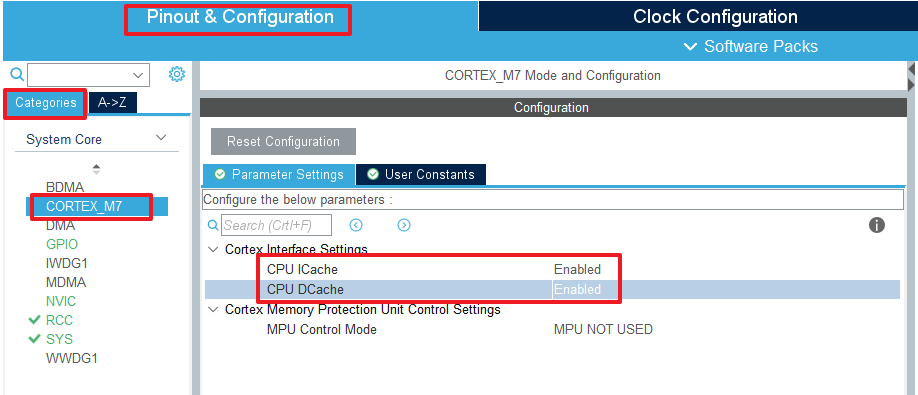 Pinout & Configuration
Clock Configuration
Software Packs
CORTEX_M7 Mode and Configuration
Categories
A->Z
Configuration
System Core
Reset Configuration
BDMA
CORTEX_M7
DMA
GPIO
IWDG1
MDMA
NVIC
RCC
SYS
WWDG1
Parameter Settings
User Constants
Configure the below parameters :
Search (CrtI+F)
Cortex Interface Settings
CPU ICache Enabled
CPU DCache Enabled
Cortex Memory Protection Unit Control Settings
MPU Control Mode MPU NOT USED